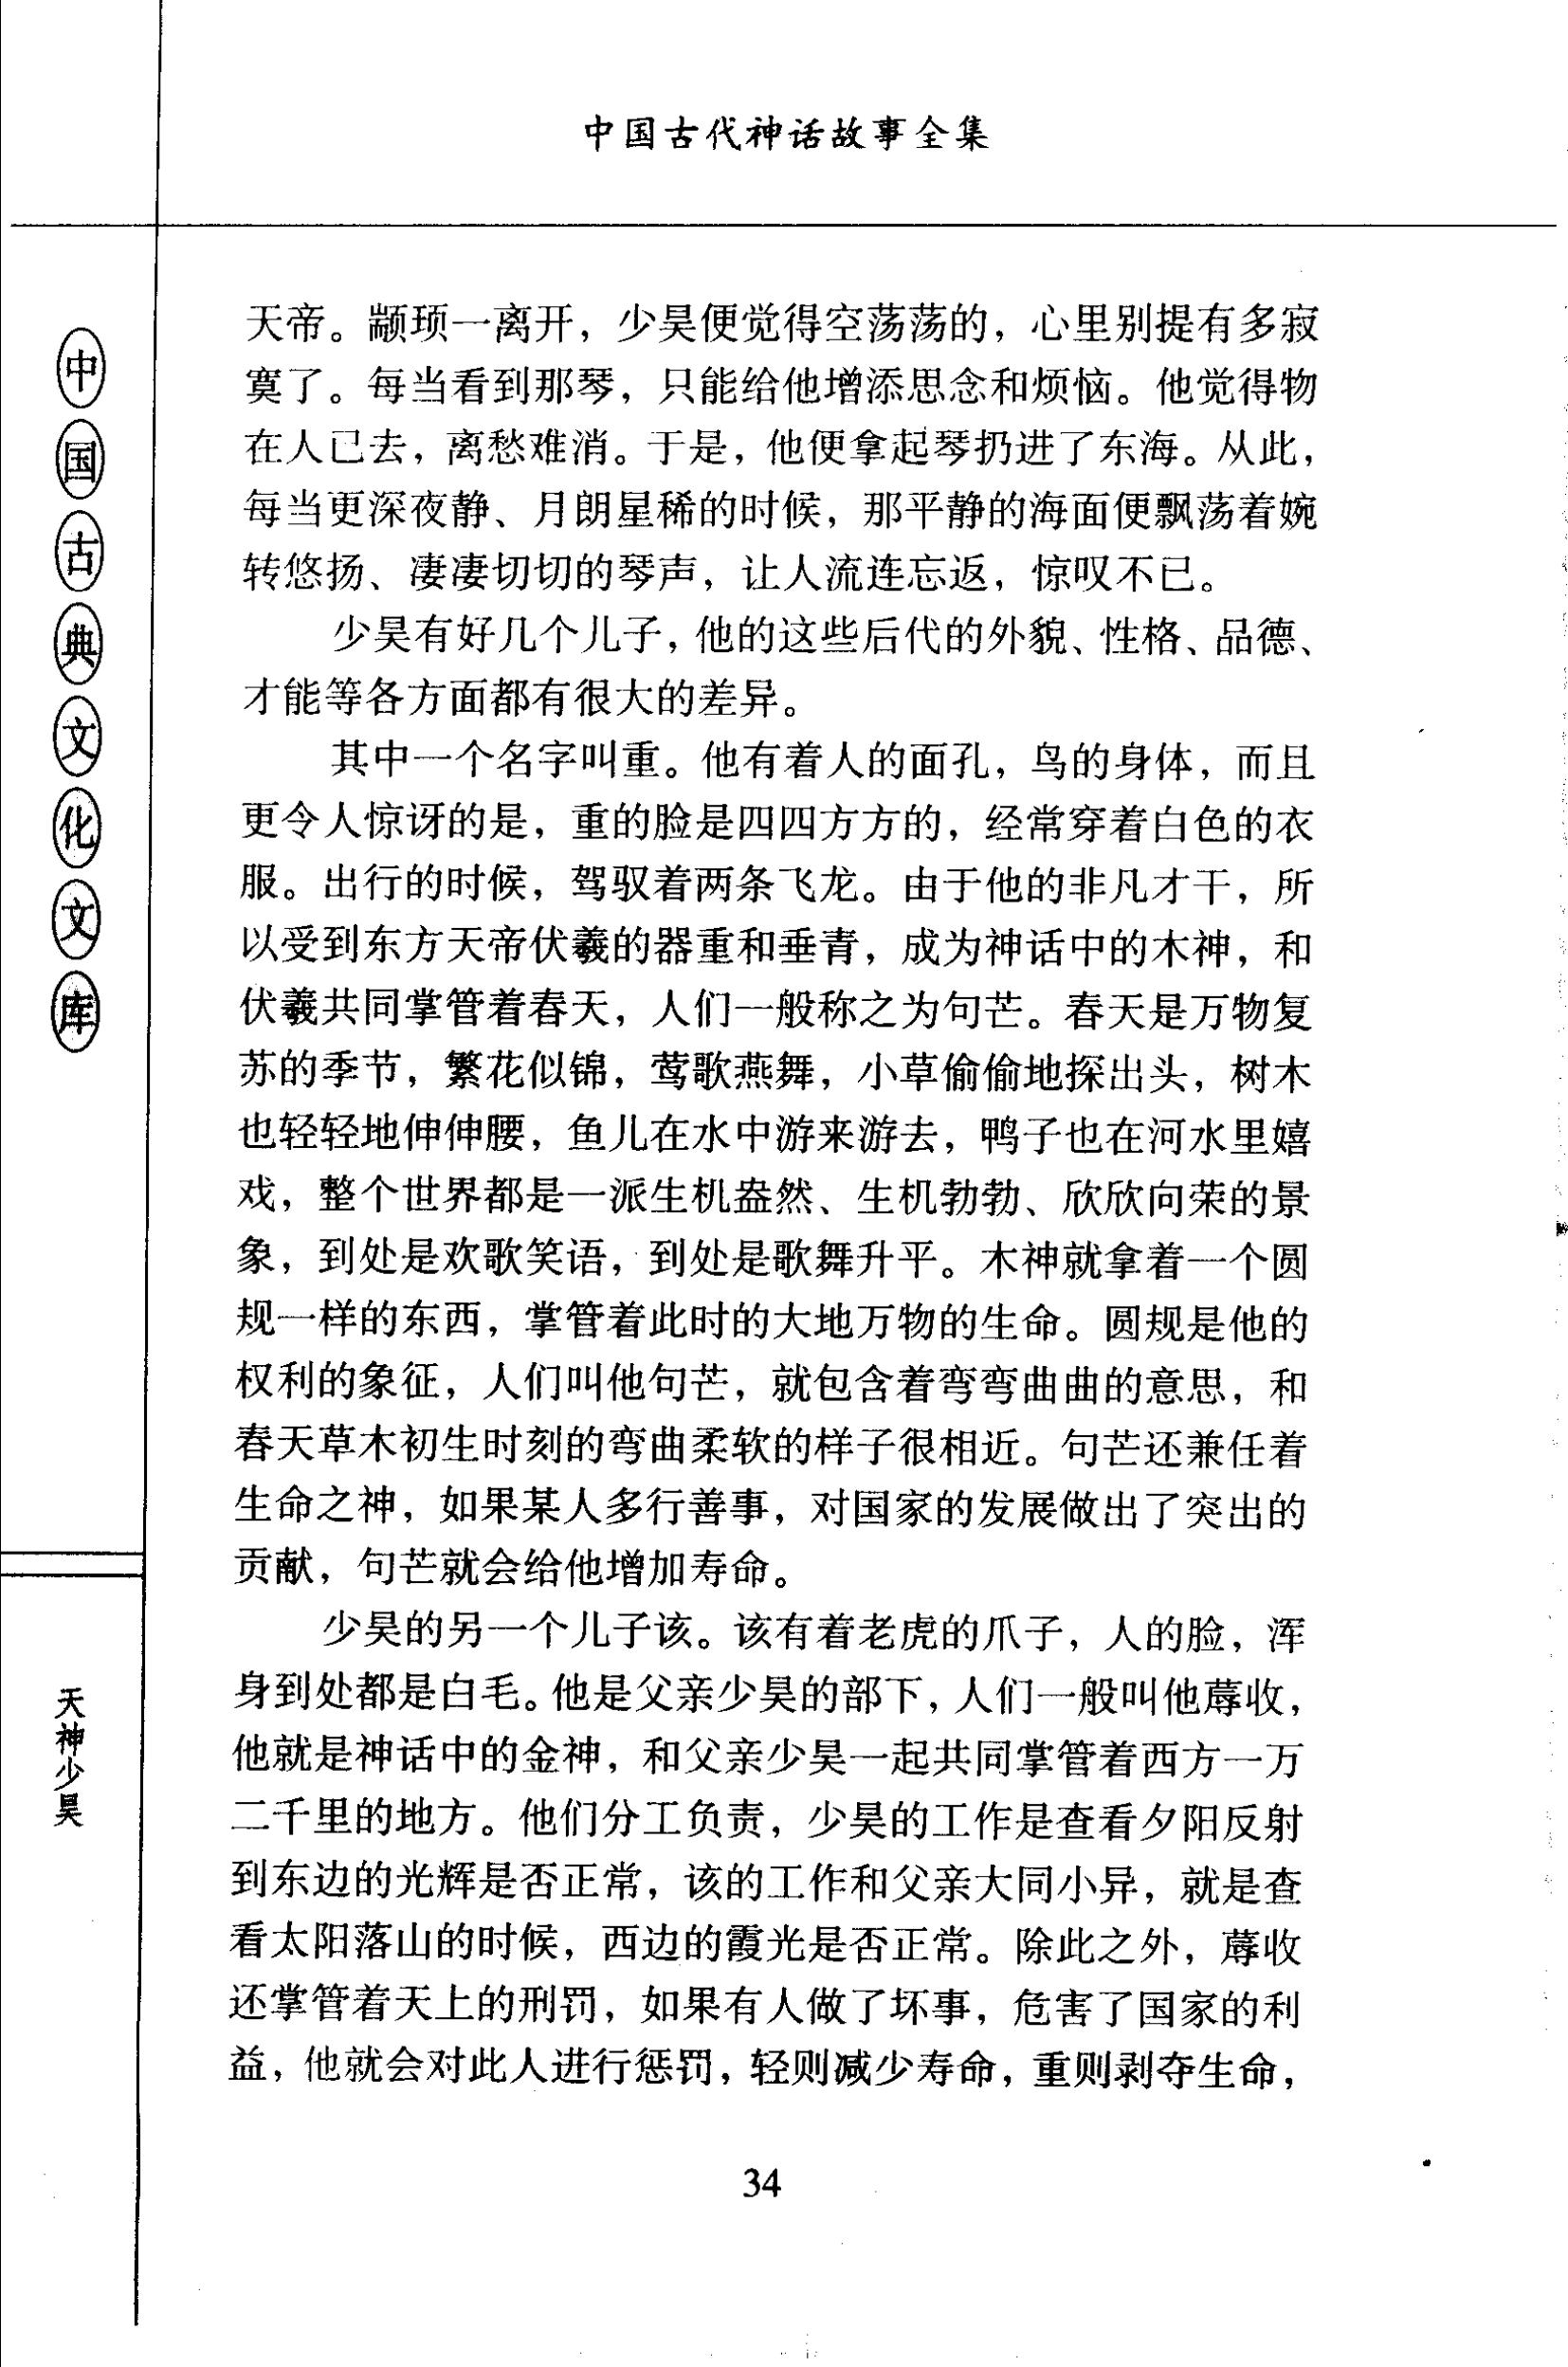 中国古代神话故事全集
中国古典文化文库
天神少昊
天帝。颛顼一离开，少昊便觉得空荡荡的，心里别提有多寂
寞了。每当看到那琴，只能给他增添思念和烦恼。他觉得物
在人已去，离愁难消。于是，他便拿起琴扔进了东海。从此，
每当更深夜静、月朗星稀的时候，那平静的海面便飘荡着婉
转悠扬、凄凄切切的琴声，让人流连忘返，惊叹不已。
少昊有好几个儿子，他的这些后代的外貌、性格、品德、
才能等各方面都有很大的差异。
其中一个名字叫重。他有着人的面孔，鸟的身体，而且
更令人惊讶的是，重的脸是四四方方的，经常穿着白色的衣
服。出行的时候，驾驭着两条飞龙。由于他的非凡才干，所
以受到东方天帝伏羲的器重和垂青，成为神话中的木神，和
伏羲共同掌管着春天，人们一般称之为句芒。春天是万物复
苏的季节，繁花似锦，莺歌燕舞，小草偷偷地探出头，树木
也轻轻地伸伸腰，鱼儿在水中游来游去，鸭子也在河水里嬉
戏，整个世界都是一派生机盎然、生机勃勃、欣欣向荣的景
象，到处是欢歌笑语，到处是歌舞升平。木神就拿着一个圆
规一样的东西，掌管着此时的大地万物的生命。圆规是他的
权利的象征，人们叫他句芒，就包含着弯弯曲曲的意思，和
春天草木初生时刻的弯曲柔软的样子很相近。句芒还兼任着
生命之神，如果某人多行善事，对国家的发展做出了突出的
贡献，句芒就会给他增加寿命。
少昊的另一个儿子该。该有着老虎的爪子，人的脸，浑
身到处都是白毛。他是父亲少昊的部下，人们一般叫他蓐收，
他就是神话中的金神，和父亲少昊一起共同掌管着西方一万
二千里的地方。他们分工负责，少昊的工作是查看夕阳反射
到东边的光辉是否正常，该的工作和父亲大同小异，就是查
看太阳落山的时候，西边的霞光是否正常。除此之外，蓐收
还掌管着天上的刑罚，如果有人做了坏事，危害了国家的利
益，他就会对此人进行惩罚，轻则减少寿命，重则剥夺生命，
34